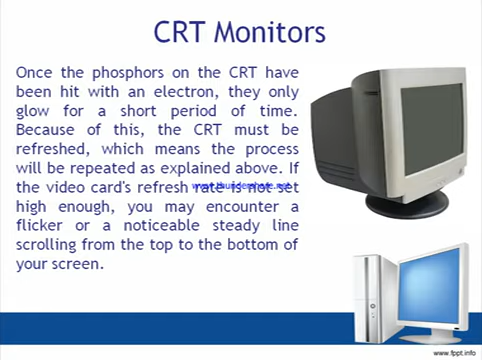 CRT Monitors
Once the phosphors on the CRT have
been hit with an electron, they only
glow for a short period of time.
Because of this, the CRT must be
refreshed, which means the process
will be repeated as explained above. If
the video card's refresh rate is not set
high enough, you may encounter a
flicker or a noticeable steady line
scrolling from the top to the bottom of
your screen.
www.fppt.info